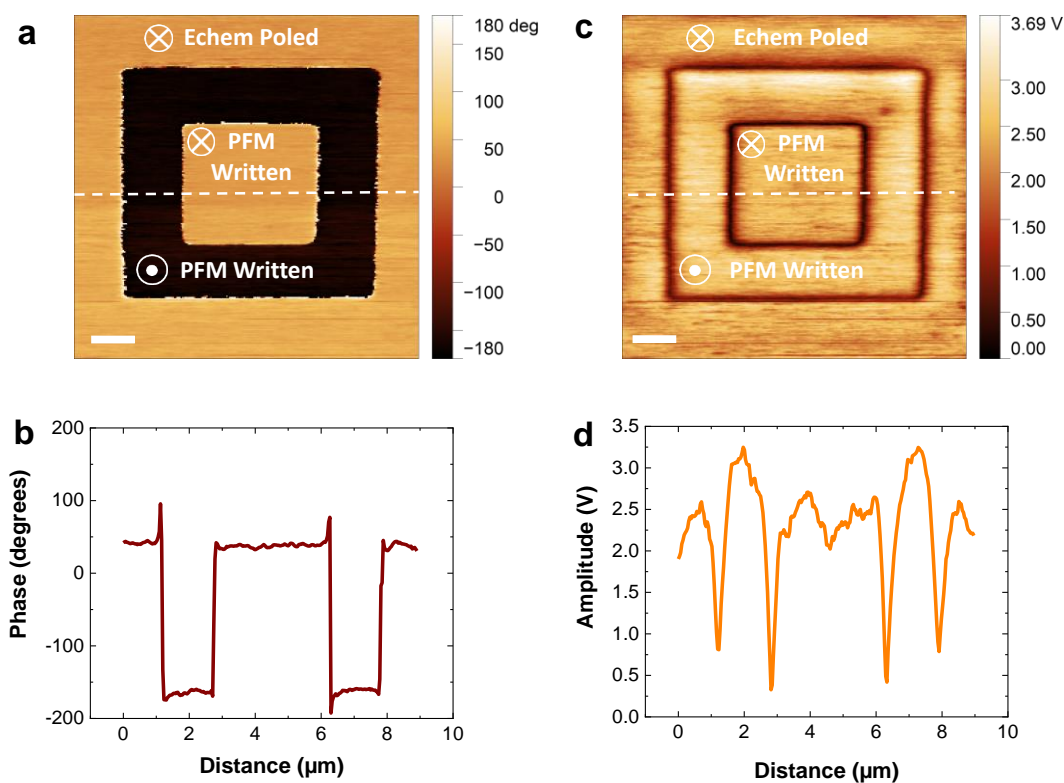 a
Echem Poled
PFM
Written
PFM Written
180 deg
150
100
50
0
−50
−100
−180
c
Echem Poled
PFM
Written
PFM Written
3.69 V
3.00
2.50
2.00
1.50
1.00
0.50
0.00
b
Phase (degrees)
200
100
0
-100
-200
0
2
4
6
8
10
Distance (μm)
d
Amplitude (V)
3.5
3.0
2.5
2.0
1.5
1.0
0.5
0.0
0
2
4
6
8
10
Distance (μm)